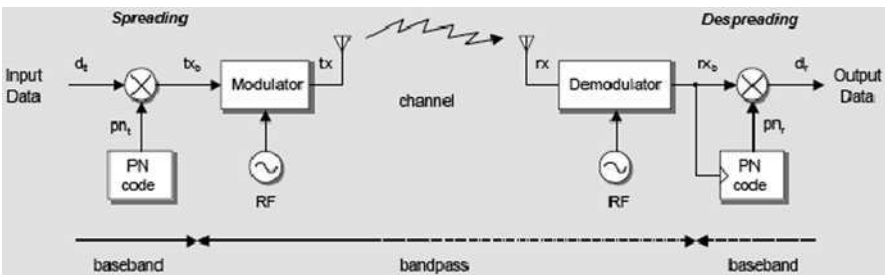 Spreading
Despreading
Input
Data
d_t
tx_b
Modulator
tx
channel
rx
Demodulator
rx_b
d_r
Output
Data
pn_t
pn_r
PN
code
RF
RF
PN
code
baseband
bandpass
baseband